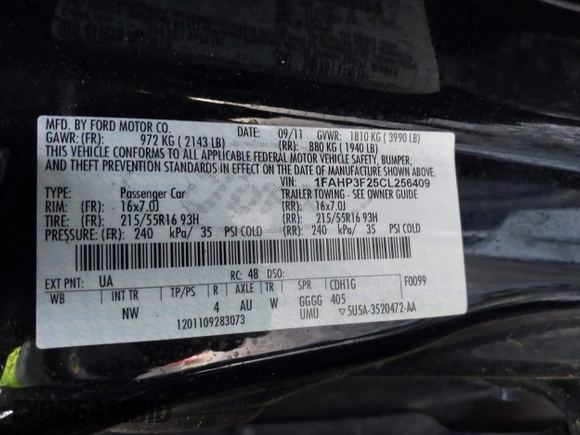 MFD. BY FORD MOTOR CO.
DATE: 09/11 GVWR: 1810 KG ( 3990 LB)
GAWR: (FR): 972 KG ( 2143 LB) (RR): 880 KG ( 1940 LB)
THIS VEHICLE CONFORMS TO ALL APPLICABLE FEDERAL MOTOR VEHICLE SAFETY, BUMPER,
AND THEFT PREVENTION STANDARDS IN EFFECT ON THE DATE OF MANUFACTURE SHOWN ABOVE.
VIN: 1FAHP3F25CL256409
TYPE: Passenger Car TRAILER TOWING - SEE OWNER GUIDE
RIM: (FR): 16x7.0J (RR): 16x7.0J
TIRE: (FR): 215/55R16 93H (RR): 215/55R16 93H
PRESSURE: (FR): 240 kPa/ 35 PSI COLD (RR): 240 kPa/ 35 PSI COLD
EXT PNT: UA RC: 48 DSO: F0099
WB INT TR TP/PS R AXLE TR SPR CDH1G
NW 4 AU W GGGG 405
1201109283073 UMU ▽5U5A-3520472-AA